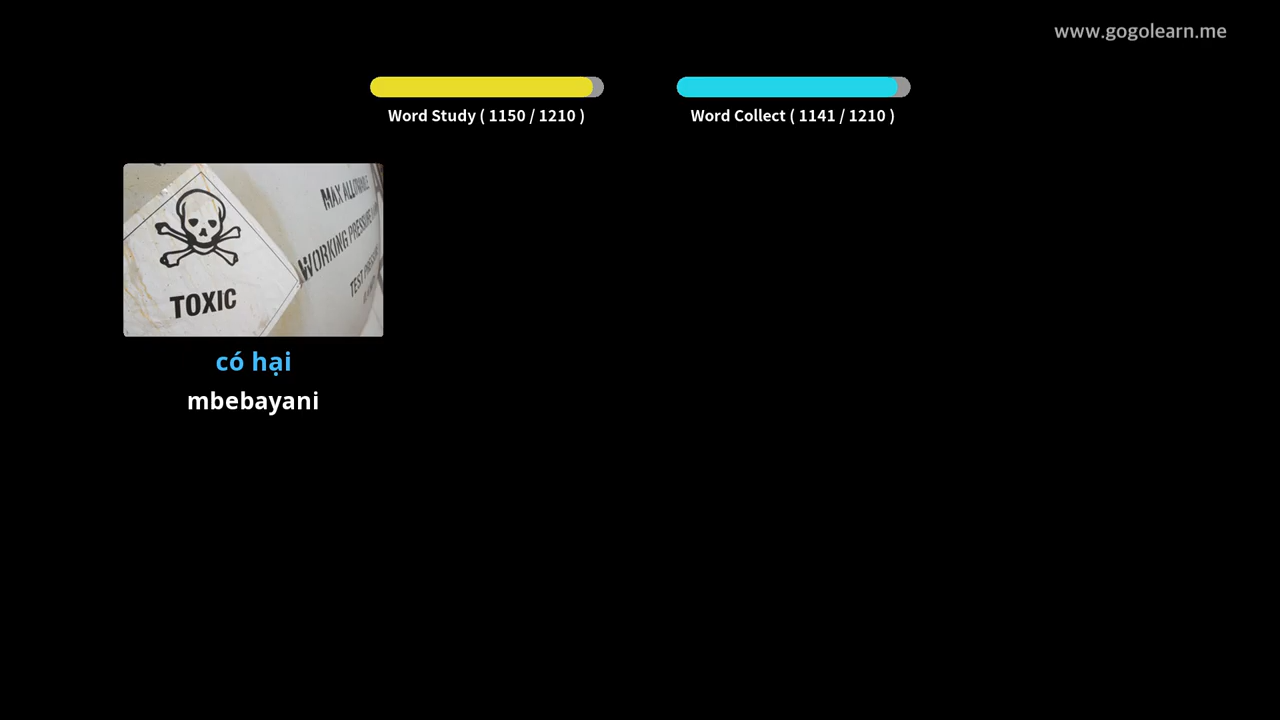 www.gogolearn.me
Word Study ( 1150 / 1210 )
Word Collect ( 1141 / 1210 )
MAX ALLOWABLE
WORKING PRESSURE
TEST
TOXIC
có hại
mbebayani